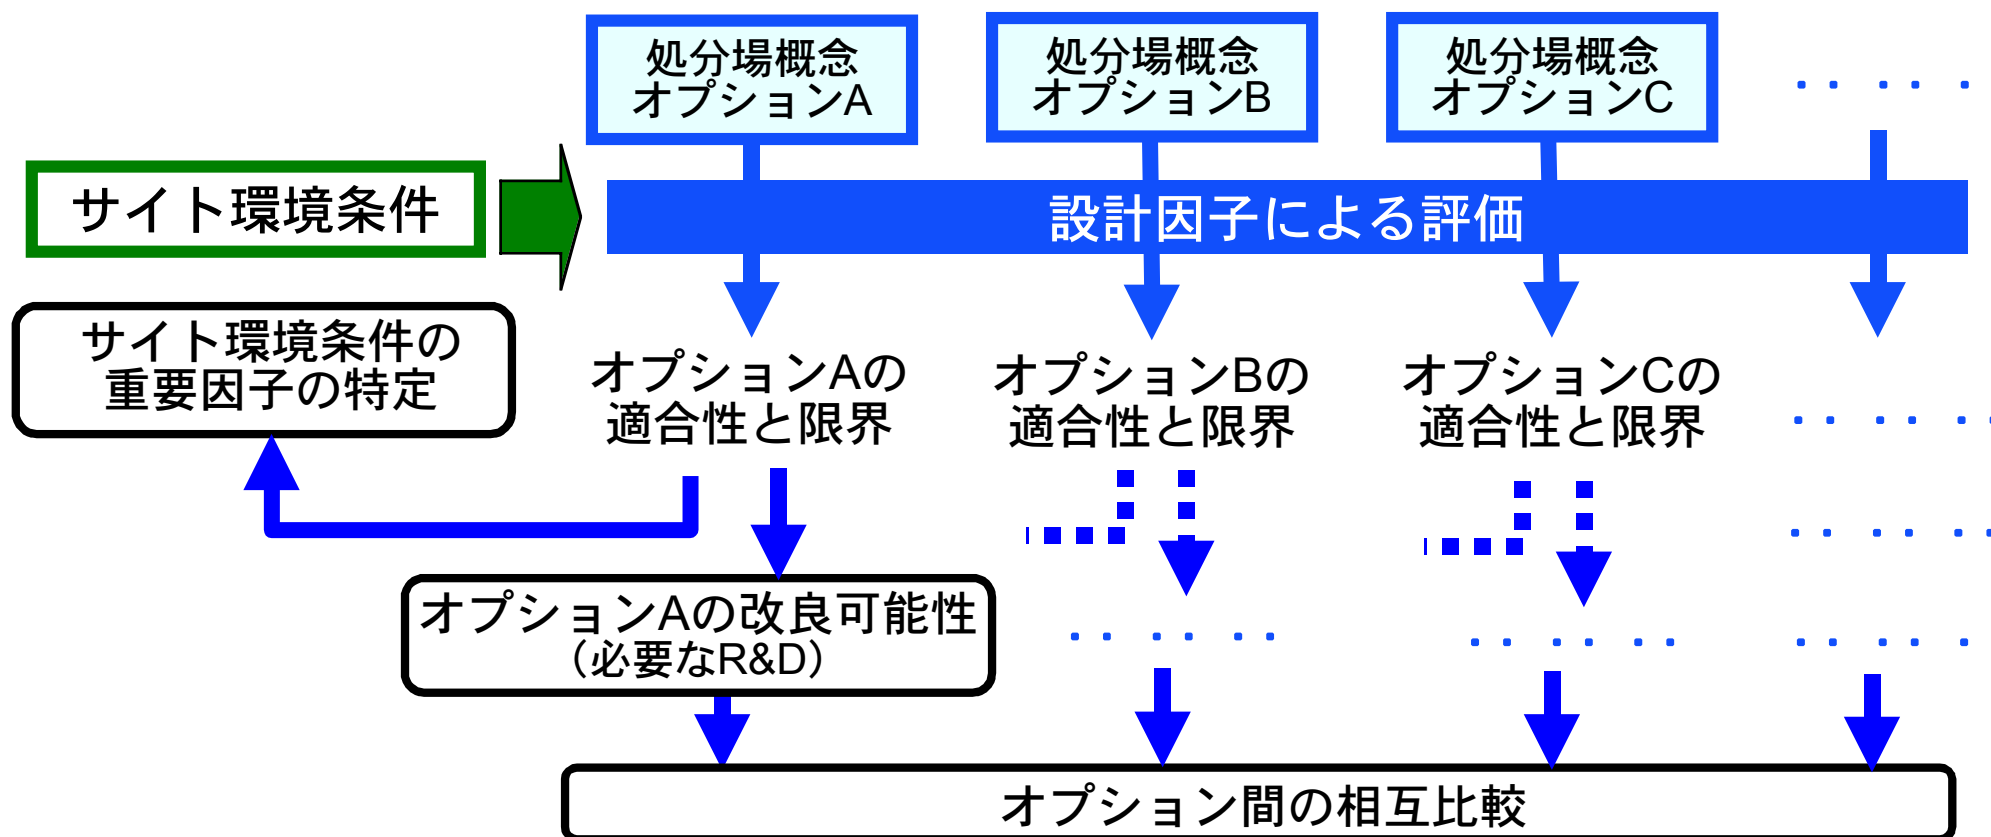 処分場概念
オプションA
処分場概念
オプションB
処分場概念
オプションC
サイト環境条件
設計因子による評価
サイト環境条件の
重要因子の特定
オプションAの
適合性と限界
オプションBの
適合性と限界
オプションCの
適合性と限界
オプションAの改良可能性
（必要なR&D）
オプション間の相互比較